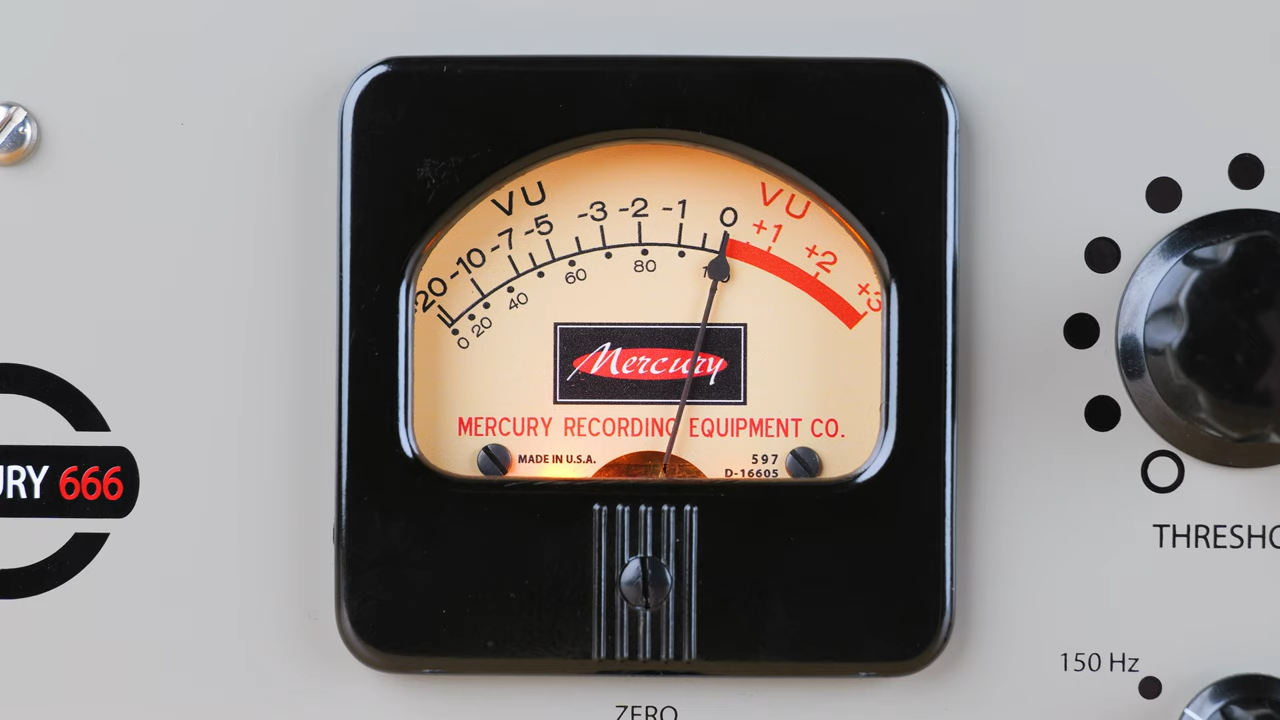 VU VU
-20 -10 -7 -5 -3 -2 -1 0 +1 +2 +3
0 20 40 60 80
Mercury
MERCURY RECORDING EQUIPMENT CO.
MADE IN U.S.A. 597
D-16605
URY 666
THRESHO
150 Hz
ZERO